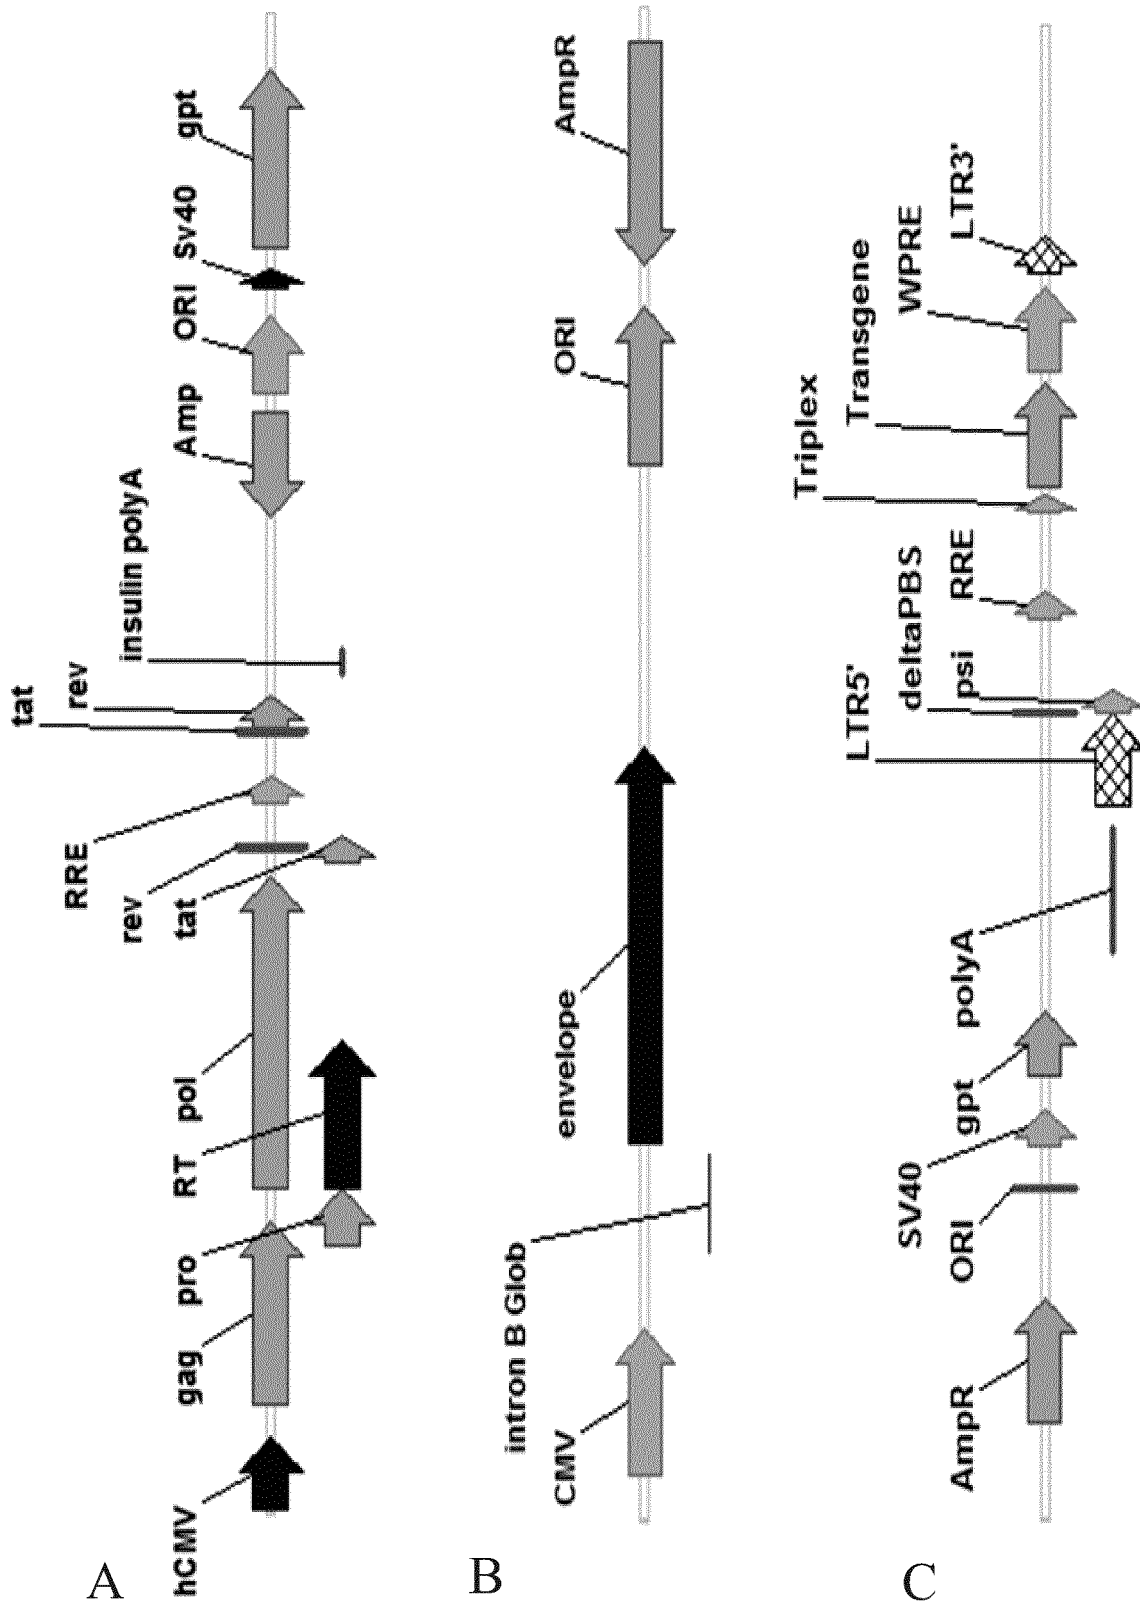 A
hCMV
gag
pro
RT
pol
tat
rev
RRE
tat
rev
insulin polyA
Amp
ORI
Sv40
gpt
B
CMV
intron B Glob
envelope
ORI
AmpR
C
AmpR
ORI
SV40
gpt
polyA
LTR5'
deltaPBS
psi
RRE
Triplex
Transgene
WPRE
LTR3'